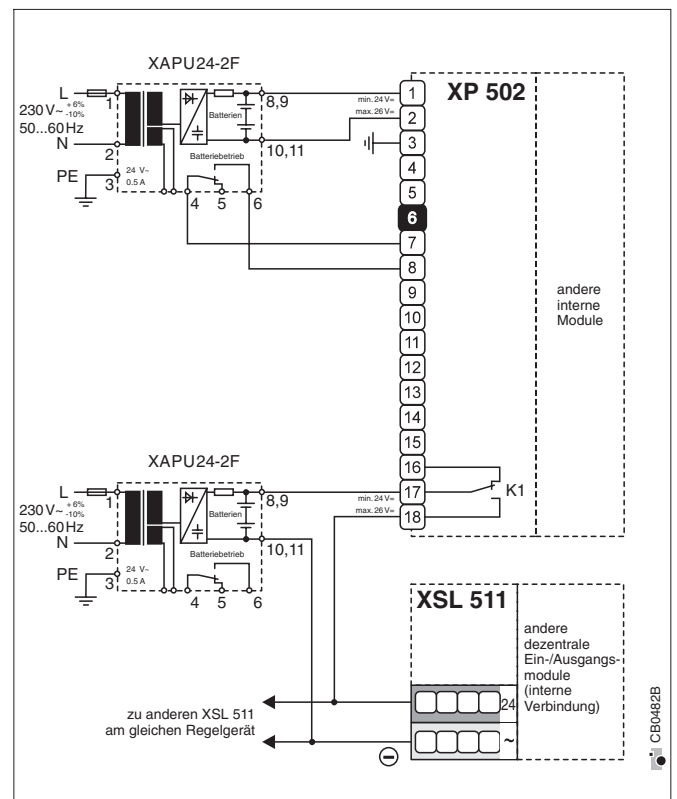 XAPU24-2F
L
1
230 V~ +6% -10%
50...60 Hz
N
2
PE
3
24 V~
0.5 A
Batterien
Batteriebetrieb
8,9
10,11
4 5 6
min. 24 V=
max. 26 V=
XP 502
1
2
3
4
5
6
7
8
9
10
11
12
13
14
15
16
17
18
andere
interne
Module
K1
XAPU24-2F
L
1
230 V~ +6% -10%
50...60 Hz
N
2
PE
3
24 V~
0.5 A
Batterien
Batteriebetrieb
8,9
10,11
4 5 6
min. 24 V=
max. 26 V=
XSL 511
24
~
andere
dezentrale
Ein-/Ausgangs-
module
(interne
Verbindung)
zu anderen XSL 511
am gleichen Regelgerät
CB0482B